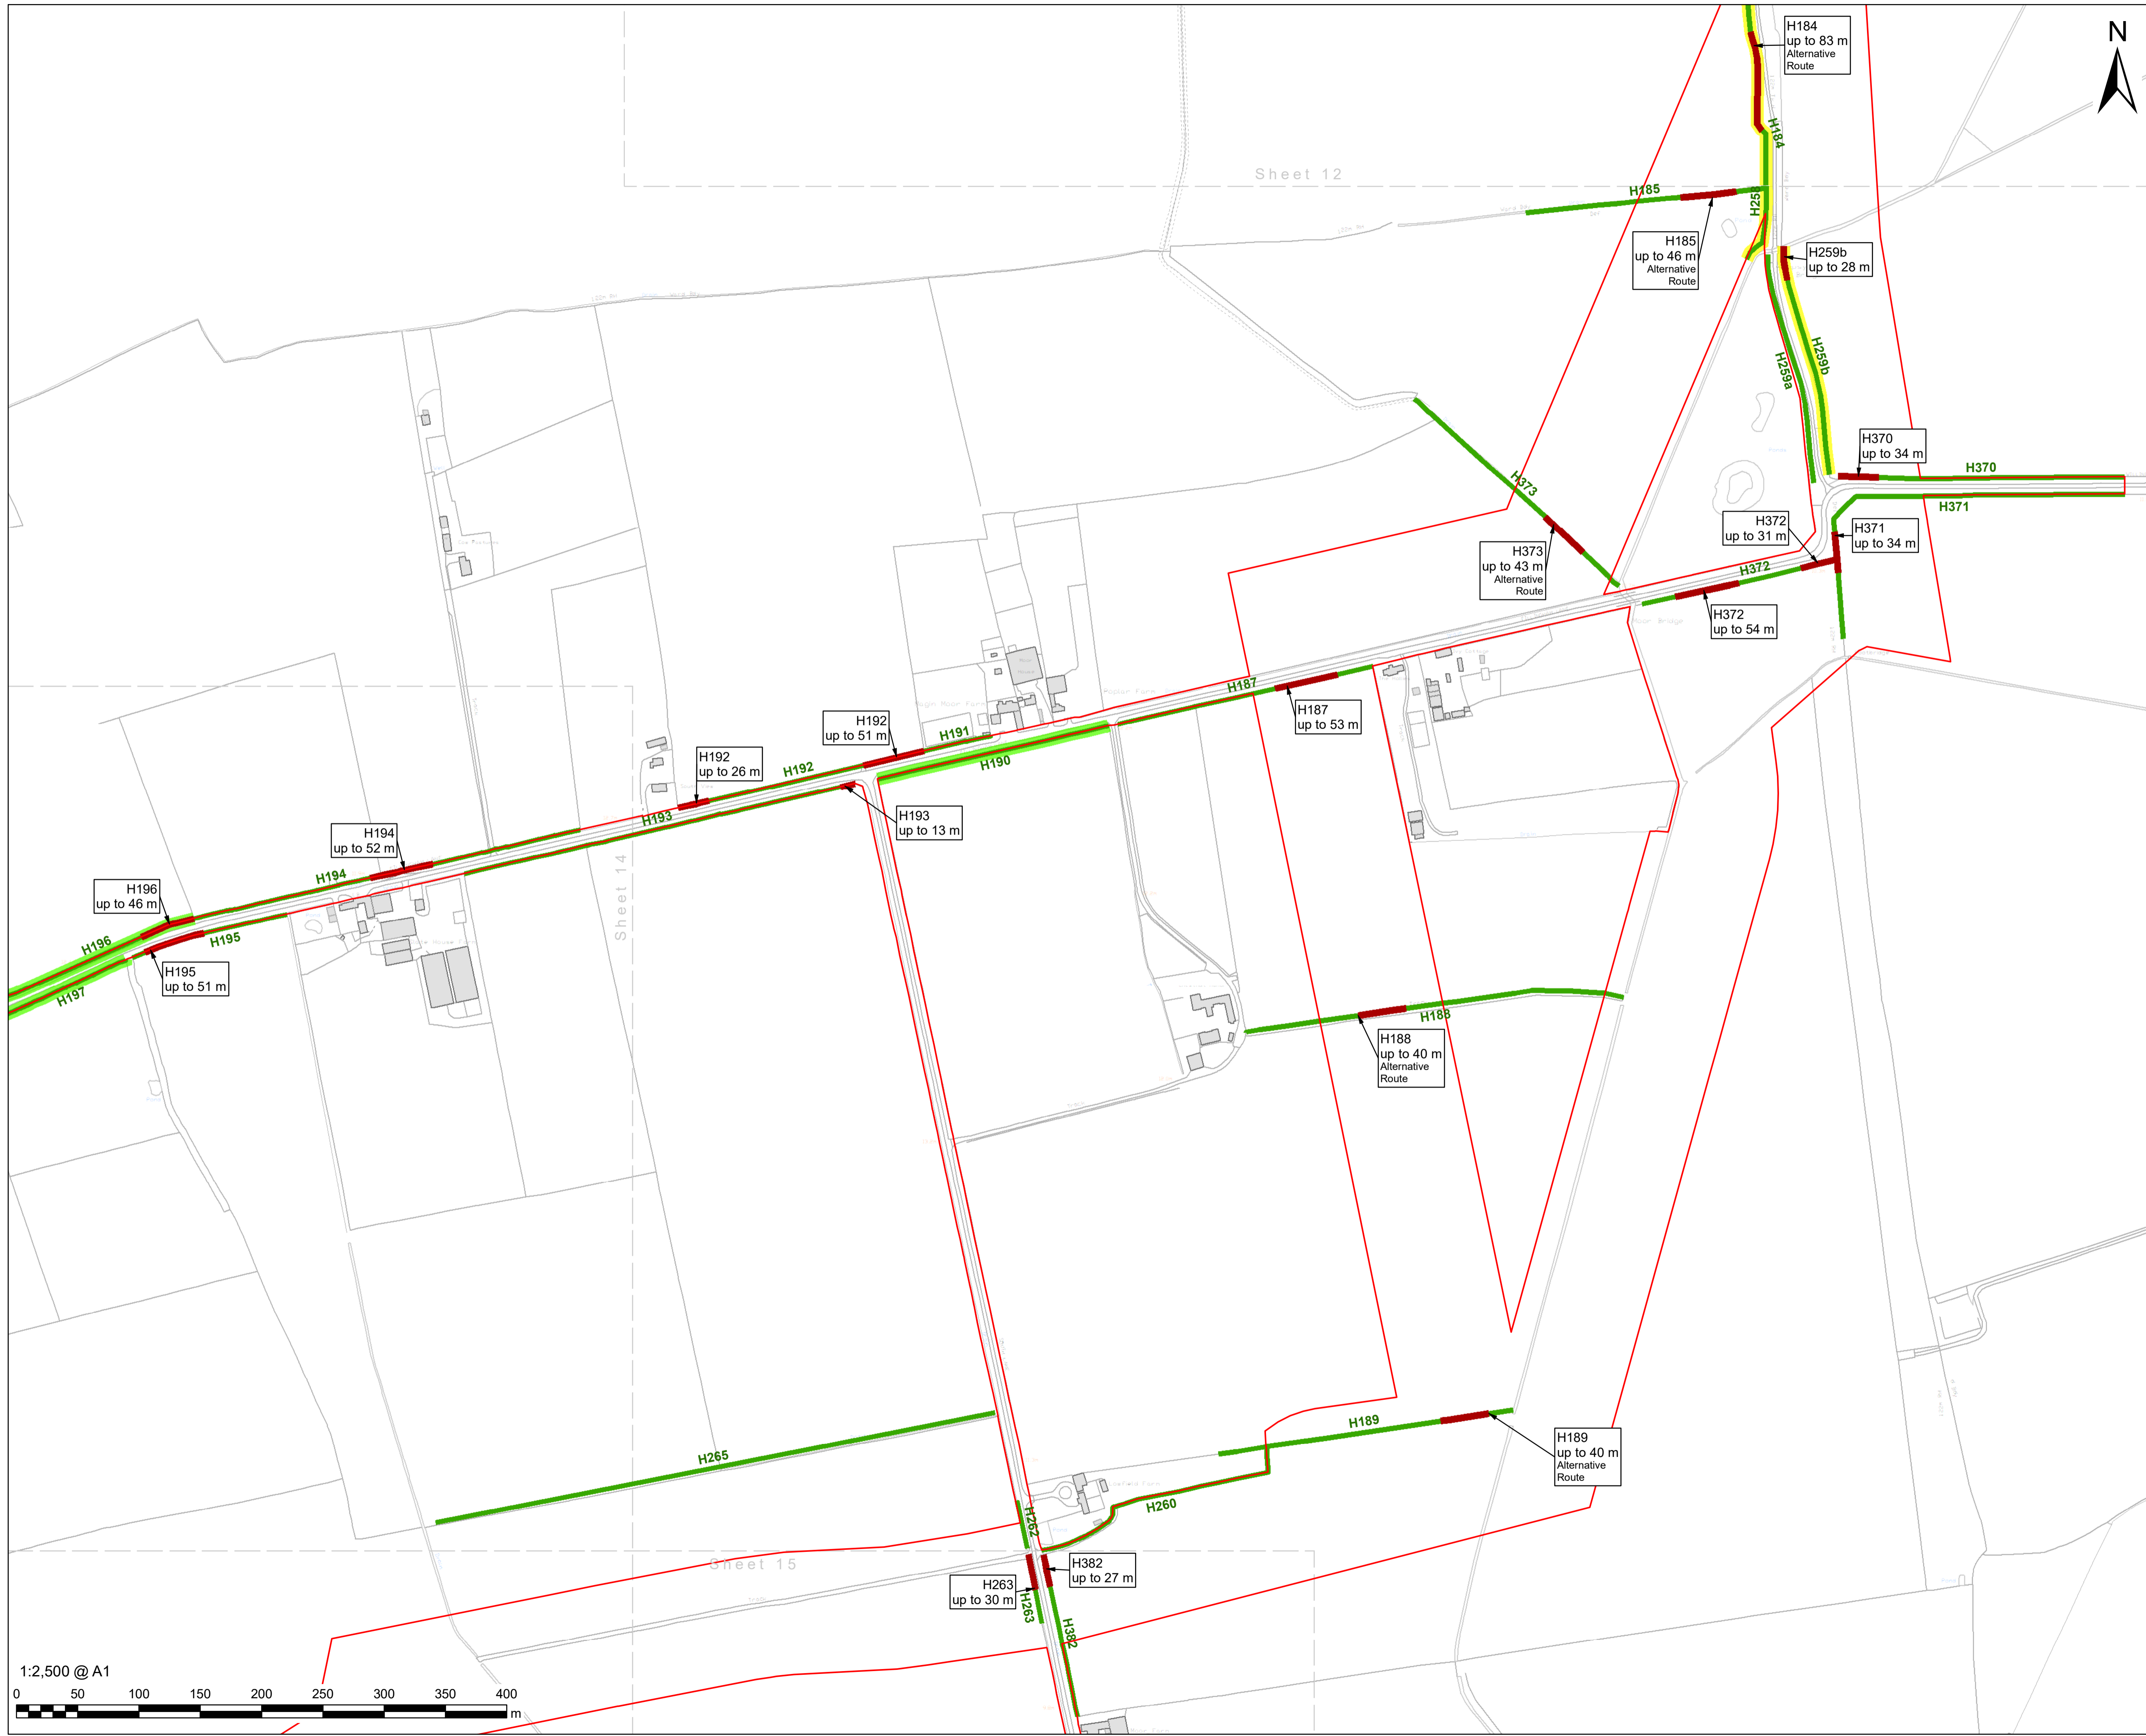 H184
up to 83 m
Alternative
Route
N
H184
Sheet 12
H185
H258
H185
up to 46 m
Alternative
Route
H259b
up to 28 m
H259b
H259a
H370
up to 34 m
H370
H371
H373
H372
up to 31 m
H371
up to 34 m
H373
up to 43 m
Alternative
Route
H372
H372
up to 54 m
H187
H187
up to 53 m
H192
up to 51 m
H191
H190
H192
up to 26 m
H192
H193
H193
up to 13 m
H194
up to 52 m
H194
Sheet 14
H196
up to 46 m
H196
H195
H195
up to 51 m
H197
H188
H188
up to 40 m
Alternative
Route
H189
H189
up to 40 m
Alternative
Route
H265
H260
H262
Sheet 15
H382
up to 27 m
H263
up to 30 m
H263
H382
1:2,500 @ A1
0 50 100 150 200 250 300 350 400
m